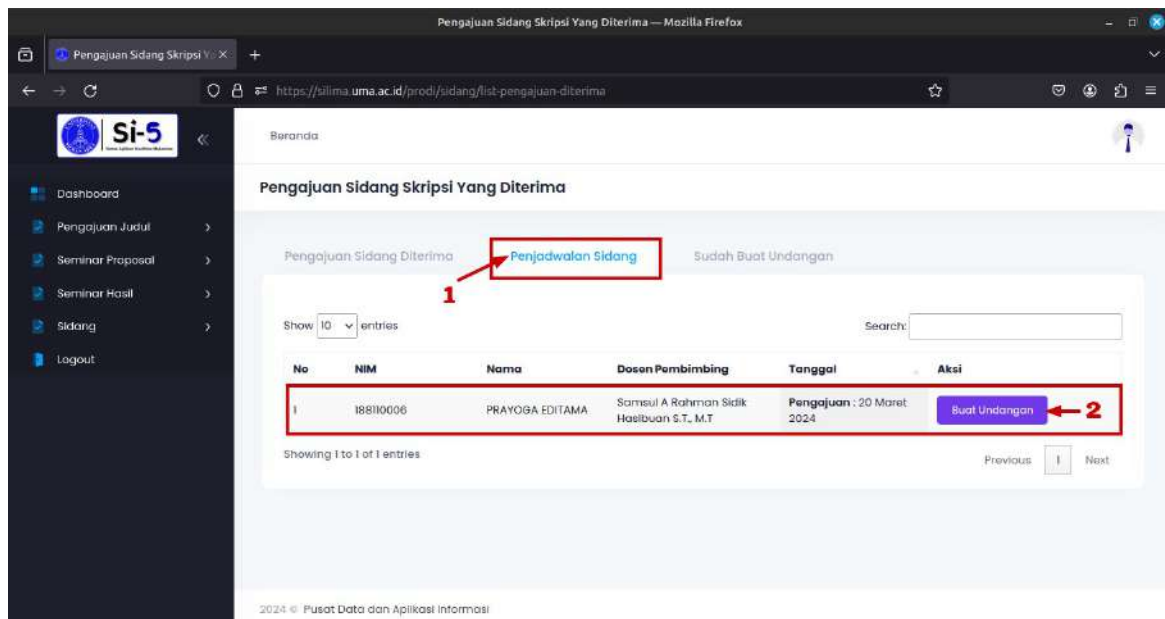 Pengajuan Sidang Skripsi Yang Diterima — Mozilla Firefox
Pengajuan Sidang Skripsi Yo
https://silima.uma.ac.id/prodi/sidang/list-pengajuan-diterima
Si-5
Beranda
Dashboard
Pengajuan Judul
Seminar Proposal
Seminar Hasil
Sidang
Logout
Pengajuan Sidang Skripsi Yang Diterima
Pengajuan Sidang Diterima Penjadwalan Sidang Sudah Buat Undangan
1
Show 10 entries Search:
No NIM Nama Dosen Pembimbing Tanggal Aksi
1 188110006 PRAYOGA EDITAMA Samsul A Rahman Sidik Hasibuan S.T., M.T Pengajuan : 20 Maret 2024 Buat Undangan 2
Showing 1 to 1 of 1 entries Previous 1 Next
2024 © Pusat Data dan Aplikasi Informasi